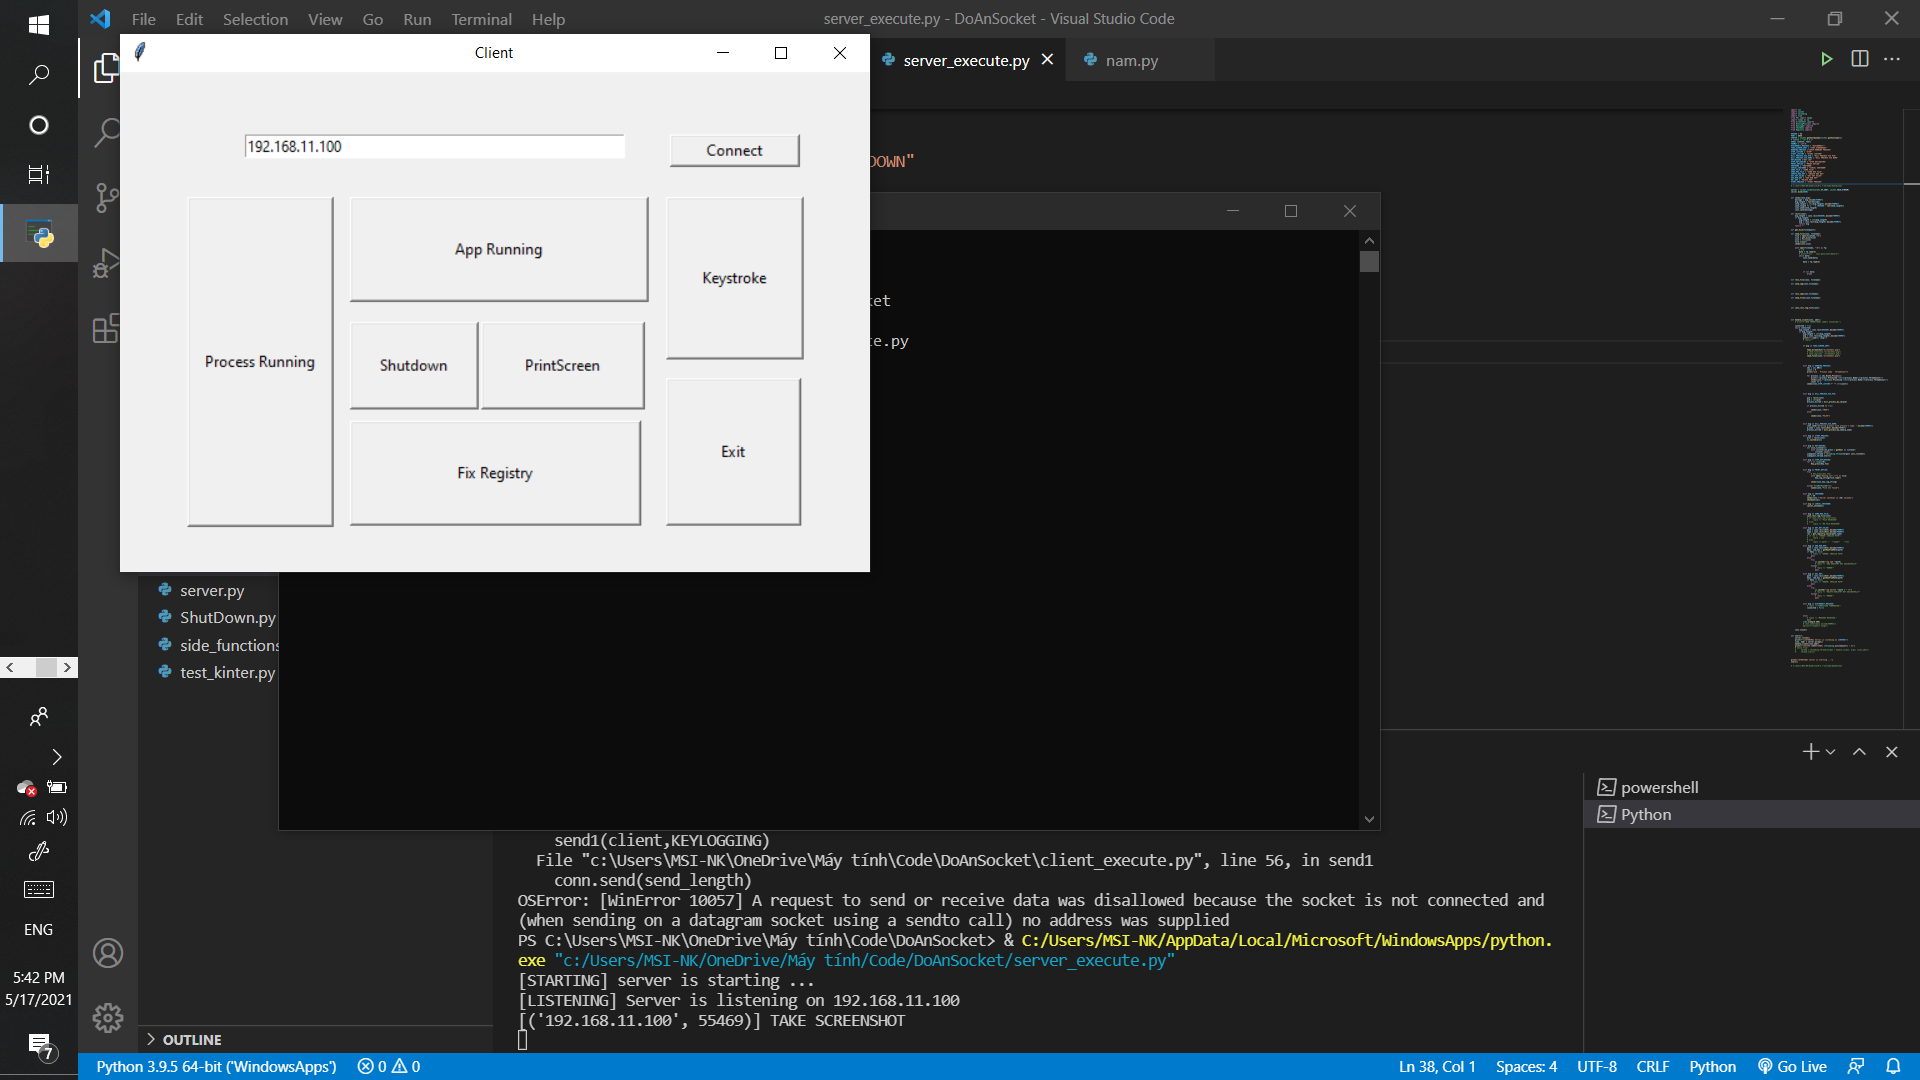 File Edit Selection View Go Run Terminal Help
server_execute.py - DoAnSocket - Visual Studio Code
Client
server_execute.py
nam.py
192.168.11.100
Connect
DOWN"
App Running
Keystroke
Process Running
Shutdown
PrintScreen
Exit
Fix Registry
ket
te.py
server.py
ShutDown.py
side_functions
test_kinter.py
powershell
Python
send1(client,KEYLOGGING)
File "c:\Users\MSI-NK\OneDrive\Máy tính\Code\DoAnSocket\client_execute.py", line 56, in send1
conn.send(send_length)
OSError: [WinError 10057] A request to send or receive data was disallowed because the socket is not connected and
(when sending on a datagram socket using a sendto call) no address was supplied
PS C:\Users\MSI-NK\OneDrive\Máy tính\Code\DoAnSocket> & C:/Users/MSI-NK/AppData/Local/Microsoft/WindowsApps/python.
exe "c:/Users/MSI-NK/OneDrive/Máy tính/Code/DoAnSocket/server_execute.py"
[STARTING] server is starting ...
[LISTENING] Server is listening on 192.168.11.100
[('192.168.11.100', 55469)] TAKE SCREENSHOT
OUTLINE
ENG
5:42 PM
5/17/2021
7
Python 3.9.5 64-bit ('WindowsApps') 0 0
Ln 38, Col 1 Spaces: 4 UTF-8 CRLF Python Go Live